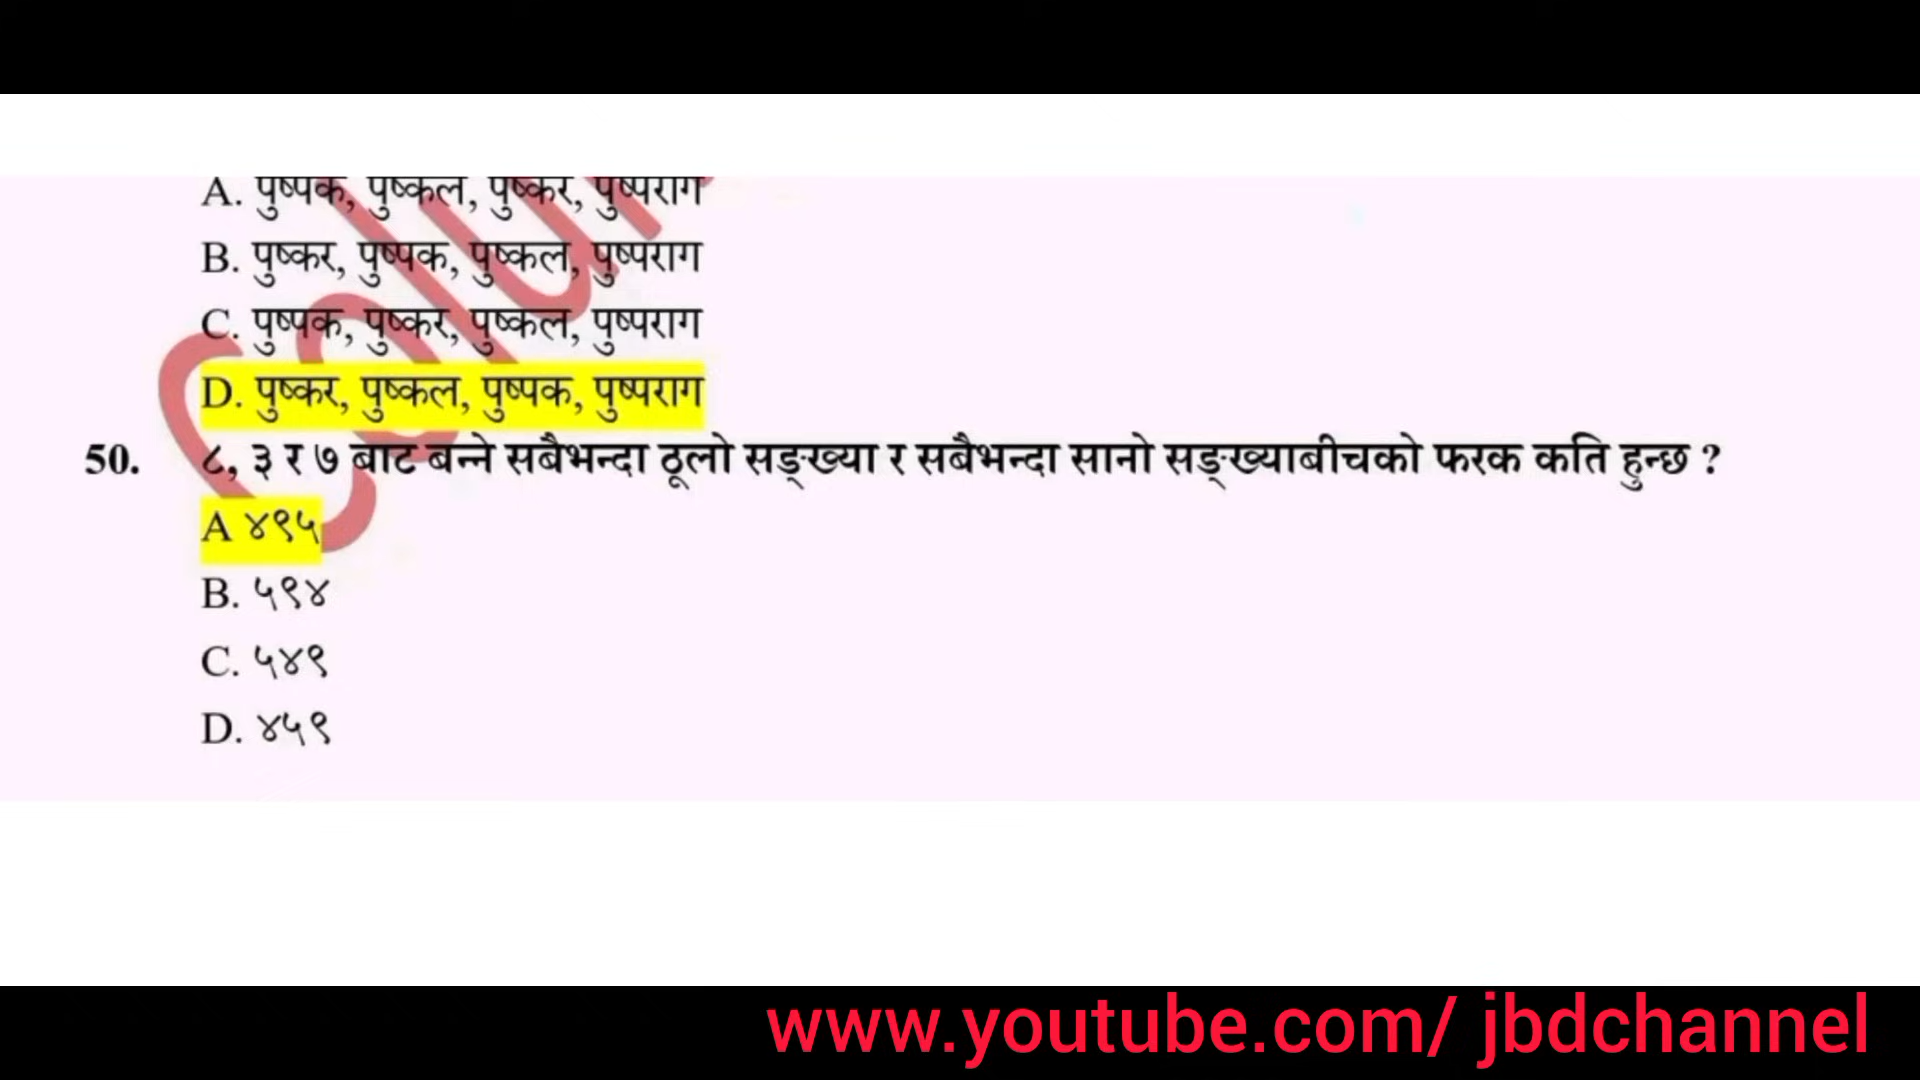 A. पुष्पक, पुष्कल, पुष्कर, पुष्पराग
B. पुष्कर, पुष्पक, पुष्कल, पुष्पराग
C. पुष्पक, पुष्कर, पुष्कल, पुष्पराग
D. पुष्कर, पुष्कल, पुष्पक, पुष्पराग
50. ८, ३ र ७ बाट बन्ने सबैभन्दा ठूलो सङ्ख्या र सबैभन्दा सानो सङ्ख्याबीचको फरक कति हुन्छ ?
A ४९५
B. ५९४
C. ५४९
D. ४५९
www.youtube.com/ jbdchannel